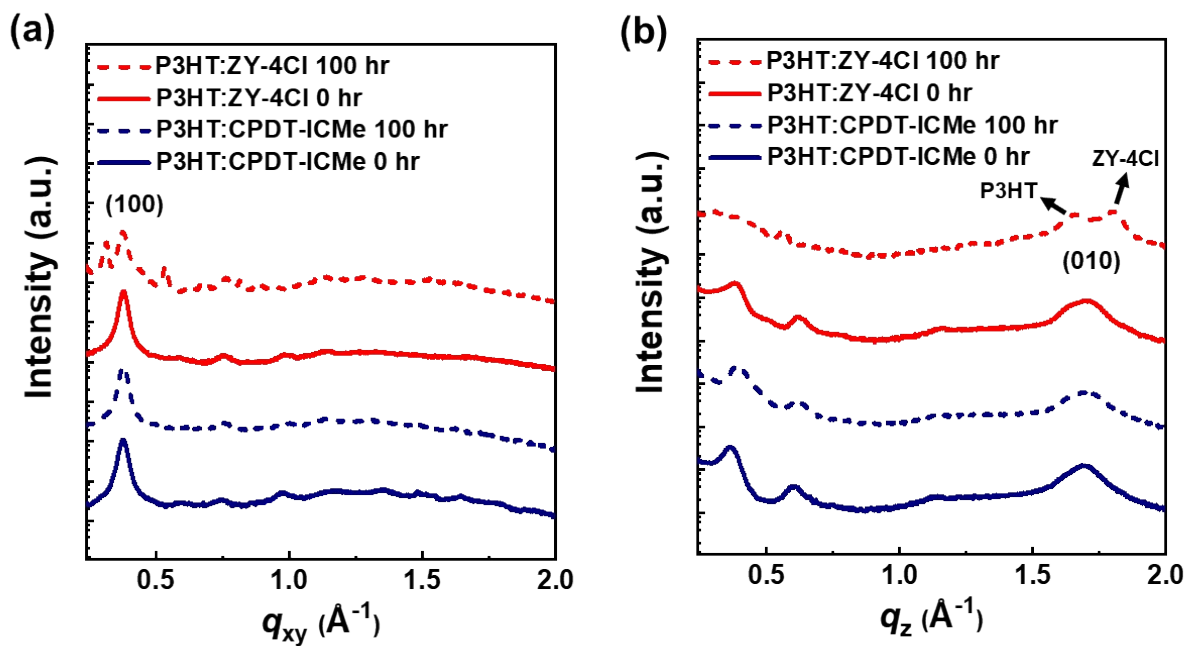 (a)
P3HT:ZY-4Cl 100 hr
P3HT:ZY-4Cl 0 hr
P3HT:CPDT-ICMe 100 hr
P3HT:CPDT-ICMe 0 hr
(100)
Intensity (a.u.)
0.5 1.0 1.5 2.0
qxy (Å-1)
(b)
P3HT:ZY-4Cl 100 hr
P3HT:ZY-4Cl 0 hr
P3HT:CPDT-ICMe 100 hr
P3HT:CPDT-ICMe 0 hr
ZY-4Cl
P3HT
(010)
Intensity (a.u.)
0.5 1.0 1.5 2.0
qz (Å-1)